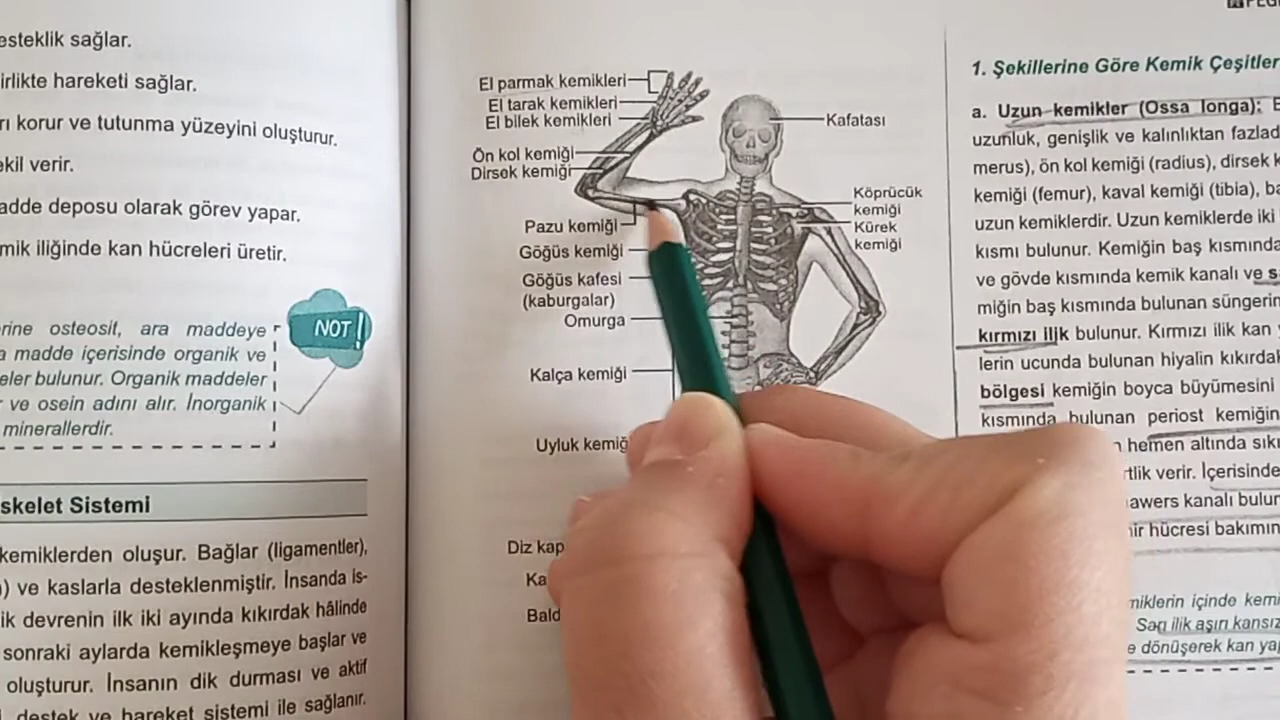 esteklik sağlar.
irlikte hareketi sağlar.
rı korur ve tutunma yüzeyini oluşturur.
ekil verir.
adde deposu olarak görev yapar.
mik iliğinde kan hücreleri üretir.
erine osteosit, ara maddeye
a madde içerisinde organik ve
eler bulunur. Organik maddeler
r ve osein adını alır. İnorganik
minerallerdir.
NOT!
skelet Sistemi
kemiklerden oluşur. Bağlar (ligamentler),
) ve kaslarla desteklenmiştir. İnsanda is-
ik devrenin ilk iki ayında kıkırdak hâlinde
sonraki aylarda kemikleşmeye başlar ve
oluşturur. İnsanın dik durması ve aktif
destek ve hareket sistemi ile sağlanır.
El parmak kemikleri
El tarak kemikleri
El bilek kemikleri
Ön kol kemiği
Dirsek kemiği
Pazu kemiği
Göğüs kemiği
Göğüs kafesi
(kaburgalar)
Omurga
Kalça kemiği
Uyluk kemiğ
Diz kap
Ka
Bald
Kafatası
Köprücük
kemiği
Kürek
kemiği
1. Şekillerine Göre Kemik Çeşitler
a. Uzun kemikler (Ossa longa):
uzunluk, genişlik ve kalınlıktan fazlad
merus), ön kol kemiği (radius), dirsek k
kemiği (femur), kaval kemiği (tibia), ba
uzun kemiklerdir. Uzun kemiklerde iki
kısmı bulunur. Kemiğin baş kısmında
ve gövde kısmında kemik kanalı ve s
miğin baş kısmında bulunan süngerin
kırmızı ilik bulunur. Kırmızı ilik kan
lerin ucunda bulunan hiyalin kıkırdak
bölgesi kemiğin boyca büyümesini
kısmında bulunan periost kemiğin
hemen altında sıkı
rtlik verir. İçerisinde
awers kanalı bulun
ir hücresi bakımın
niklerin içinde kemi
Sarı ilik aşırı kansız
e dönüşerek kan yap